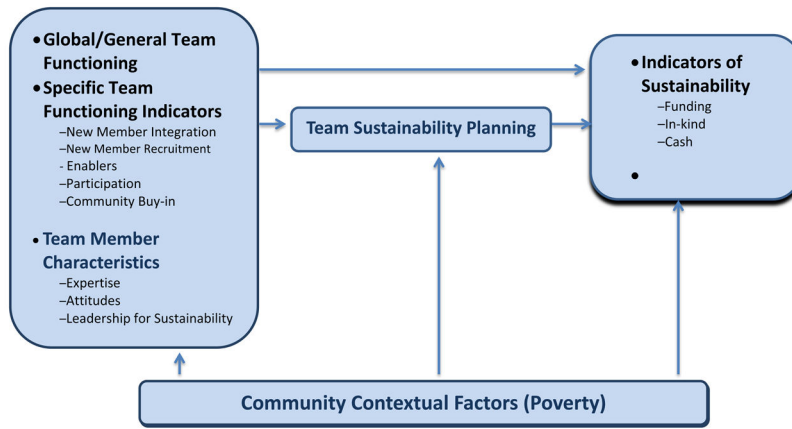 • Global/General Team
Functioning
• Specific Team
Functioning Indicators
–New Member Integration
–New Member Recruitment
- Enablers
–Participation
–Community Buy-in
• Team Member
Characteristics
–Expertise
–Attitudes
–Leadership for Sustainability
Team Sustainability Planning
• Indicators of
Sustainability
–Funding
–In-kind
–Cash
•
Community Contextual Factors (Poverty)